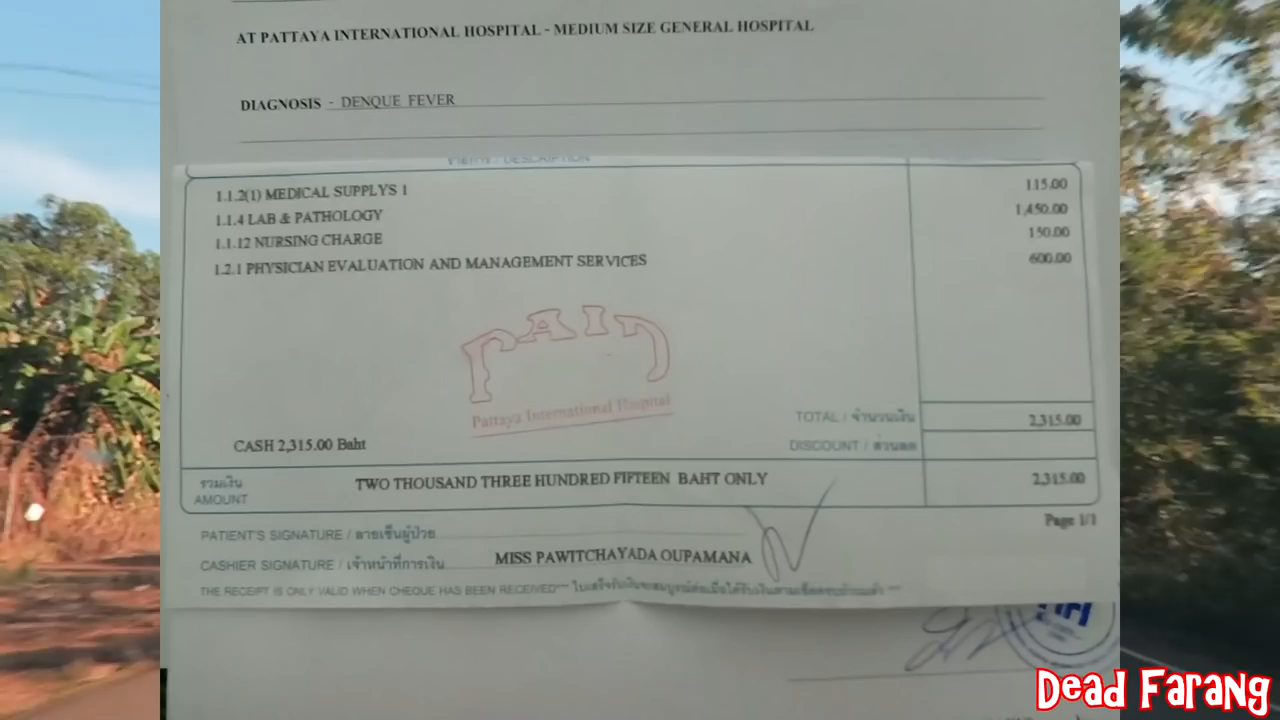 AT PATTAYA INTERNATIONAL HOSPITAL - MEDIUM SIZE GENERAL HOSPITAL
DIAGNOSIS - DENQUE FEVER
รายการ / DESCRIPTION
1.1.2(1) MEDICAL SUPPLYS 1 115.00
1.1.4 LAB & PATHOLOGY 1,450.00
1.1.12 NURSING CHARGE 150.00
1.2.1 PHYSICIAN EVALUATION AND MANAGEMENT SERVICES 600.00
PAID
Pattaya International Hospital
TOTAL / จำนวนเงิน 2,315.00
CASH 2,315.00 Baht
DISCOUNT / ส่วนลด
รวมเงิน
AMOUNT
TWO THOUSAND THREE HUNDRED FIFTEEN BAHT ONLY 2,315.00
Page 1/1
PATIENT'S SIGNATURE / ลายเซ็นผู้ป่วย
CASHIER SIGNATURE / เจ้าหน้าที่การเงิน MISS PAWITCHAYADA OUPAMANA
THE RECEIPT IS ONLY VALID WHEN CHEQUE HAS BEEN RECEIVED***
Dead Farang